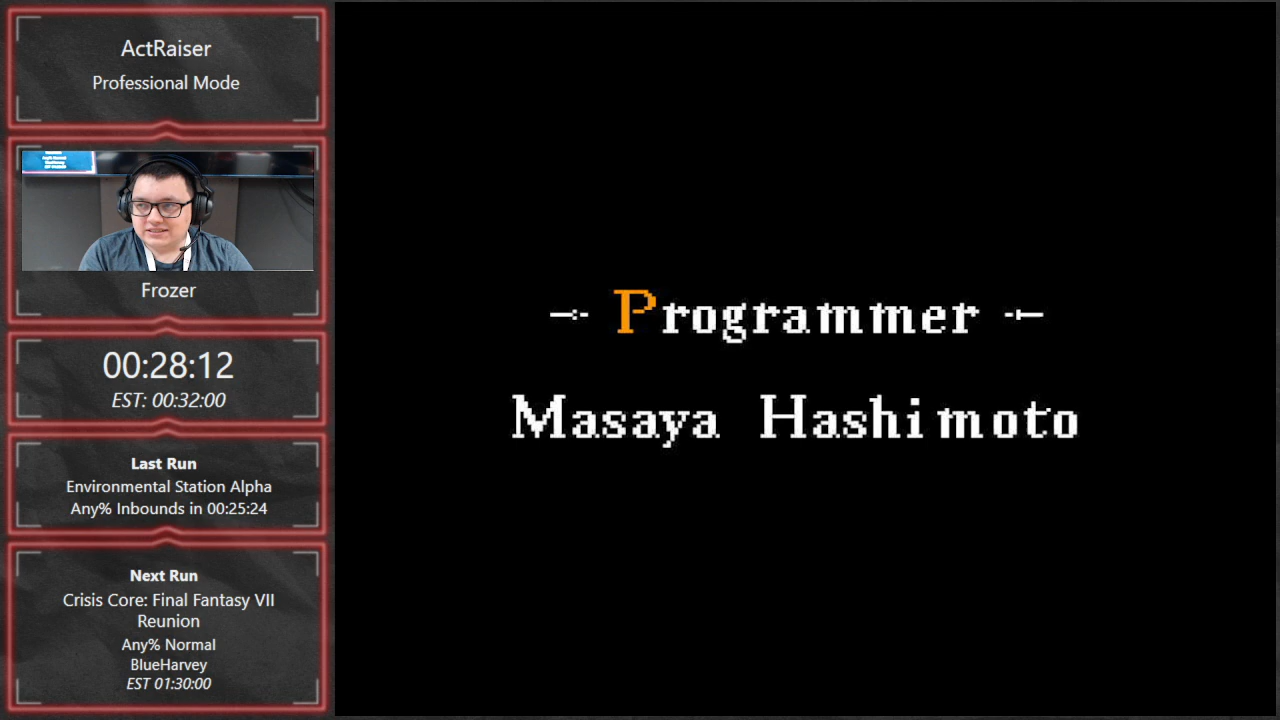 ActRaiser
Professional Mode
Frozer
00:28:12
EST: 00:32:00
Last Run
Environmental Station Alpha
Any% Inbounds in 00:25:24
Next Run
Crisis Core: Final Fantasy VII
Reunion
Any% Normal
BlueHarvey
EST 01:30:00
Programmer
Masaya Hashimoto